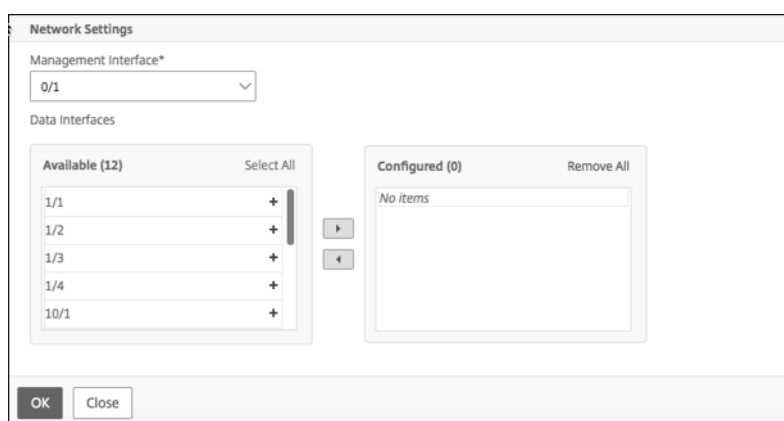 Network Settings
Management Interface*
0/1
Data Interfaces
Available (12) Select All
1/1 +
1/2 +
1/3 +
1/4 +
10/1 +
Configured (0) Remove All
No items
OK Close